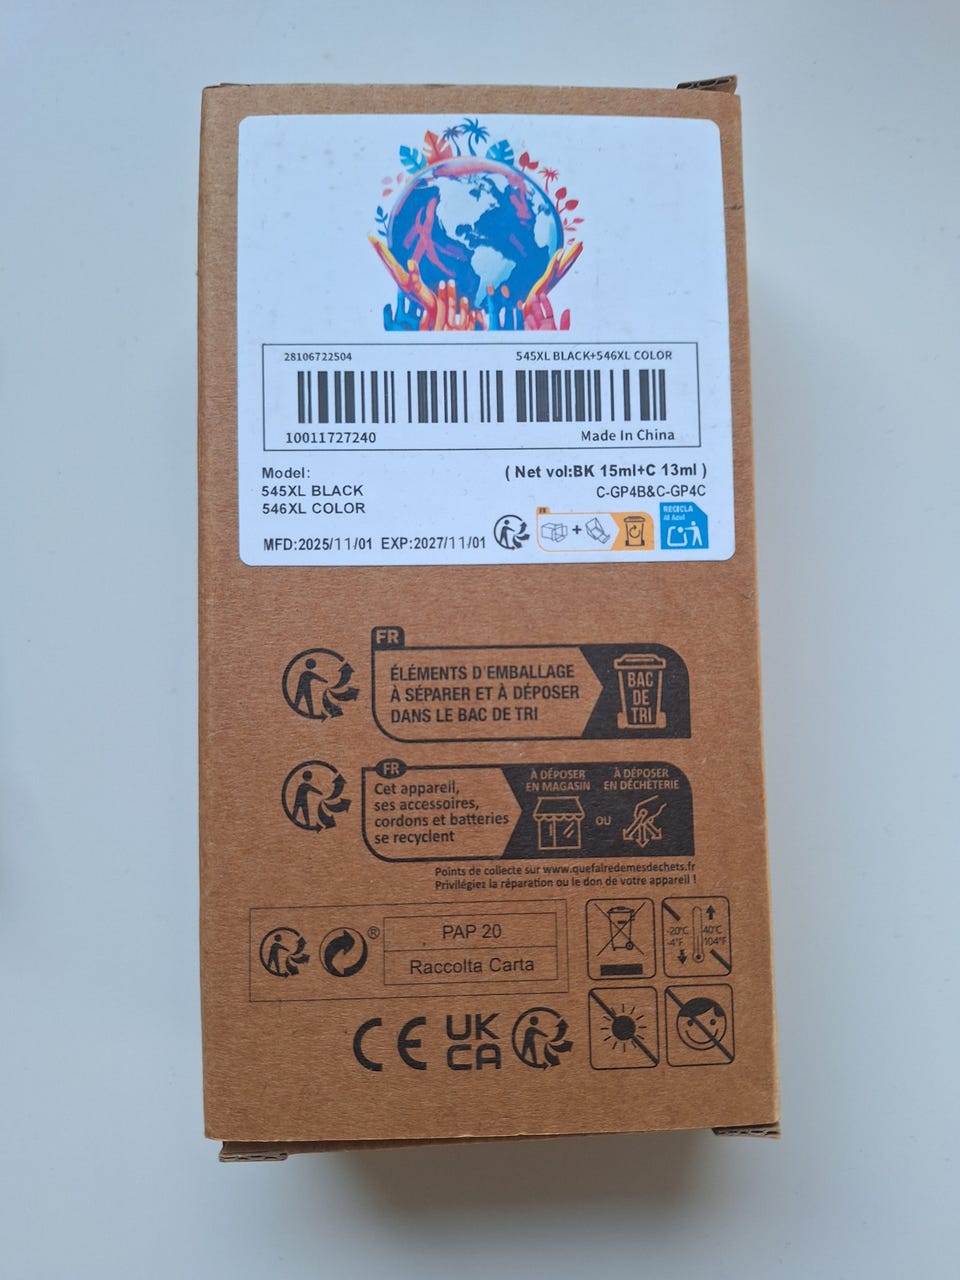 28106722504 545XL BLACK+546XL COLOR
10011727240 Made In China
Model: ( Net vol:BK 15ml+C 13ml )
545XL BLACK C-GP4B&C-GP4C
546XL COLOR
MFD:2025/11/01 EXP:2027/11/01
FR
RECICLA
Al Azul
FR
ÉLÉMENTS D'EMBALLAGE
À SÉPARER ET À DÉPOSER
DANS LE BAC DE TRI
BAC
DE
TRI
FR
Cet appareil,
ses accessoires,
cordons et batteries
se recyclent
À DÉPOSER
EN MAGASIN
OU
À DÉPOSER
EN DÉCHÈTERIE
Points de collecte sur www.quefairedemesdechets.fr
Privilégiez la réparation ou le don de votre appareil !
®
PAP 20
Raccolta Carta
-20°C
-4°F
40°C
104°F
CE
UK
CA